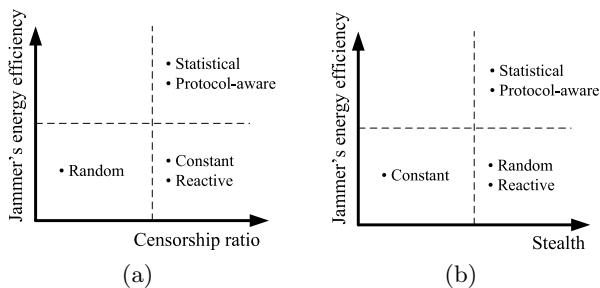 Jammer's energy efficiency
• Statistical
• Protocol-aware
• Random
• Constant
• Reactive
Censorship ratio
(a)
Jammer's energy efficiency
• Statistical
• Protocol-aware
• Constant
• Random
• Reactive
Stealth
(b)